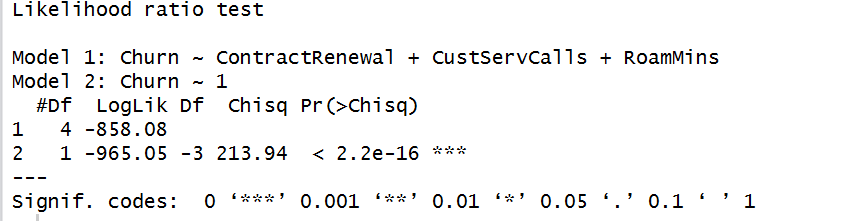 Likelihood ratio test

Model 1: Churn ~ ContractRenewal + CustServCalls + RoamMins
Model 2: Churn ~ 1
  #Df  LogLik Df  Chisq Pr(>Chisq)
1   4 -858.08
2   1 -965.05 -3 213.94  < 2.2e-16 ***
---
Signif. codes:  0 ‘***’ 0.001 ‘**’ 0.01 ‘*’ 0.05 ‘.’ 0.1 ‘ ’ 1